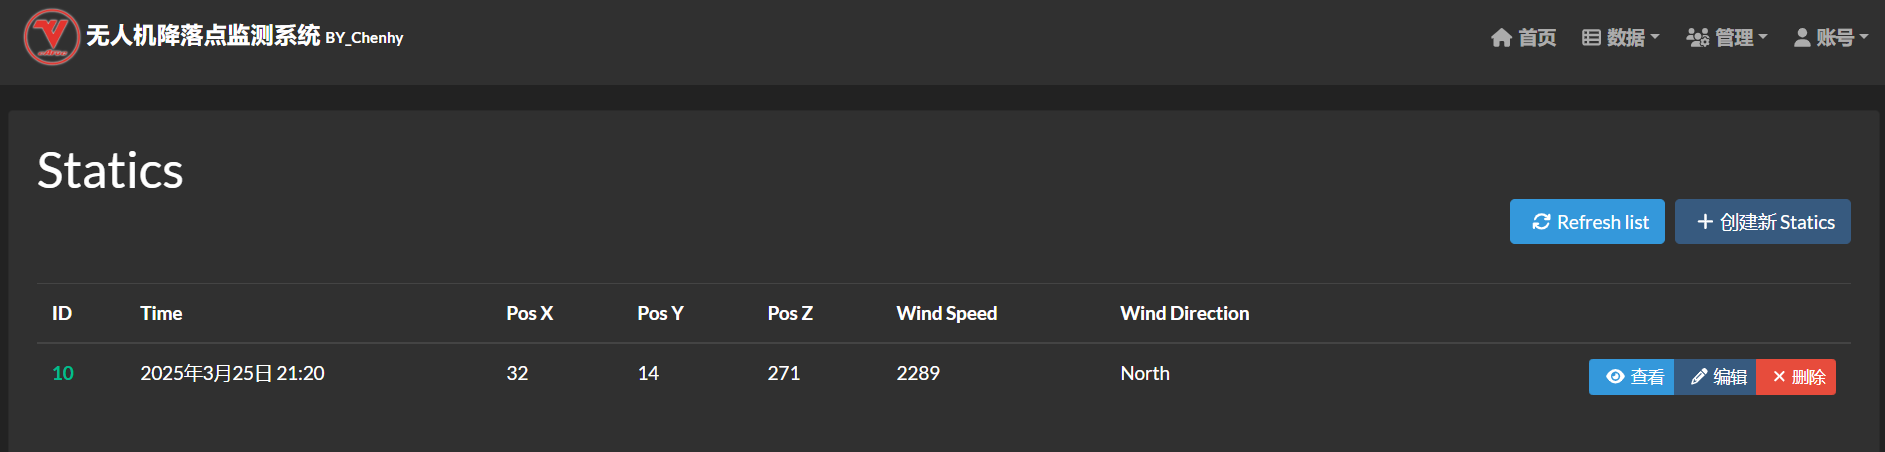 无人机降落点监测系统 BY_Chenhy
首页 数据 管理 账号
Statics
Refresh list 创建新 Statics
ID Time Pos X Pos Y Pos Z Wind Speed Wind Direction
10 2025年3月25日 21:20 32 14 271 2289 North 查看 编辑 删除